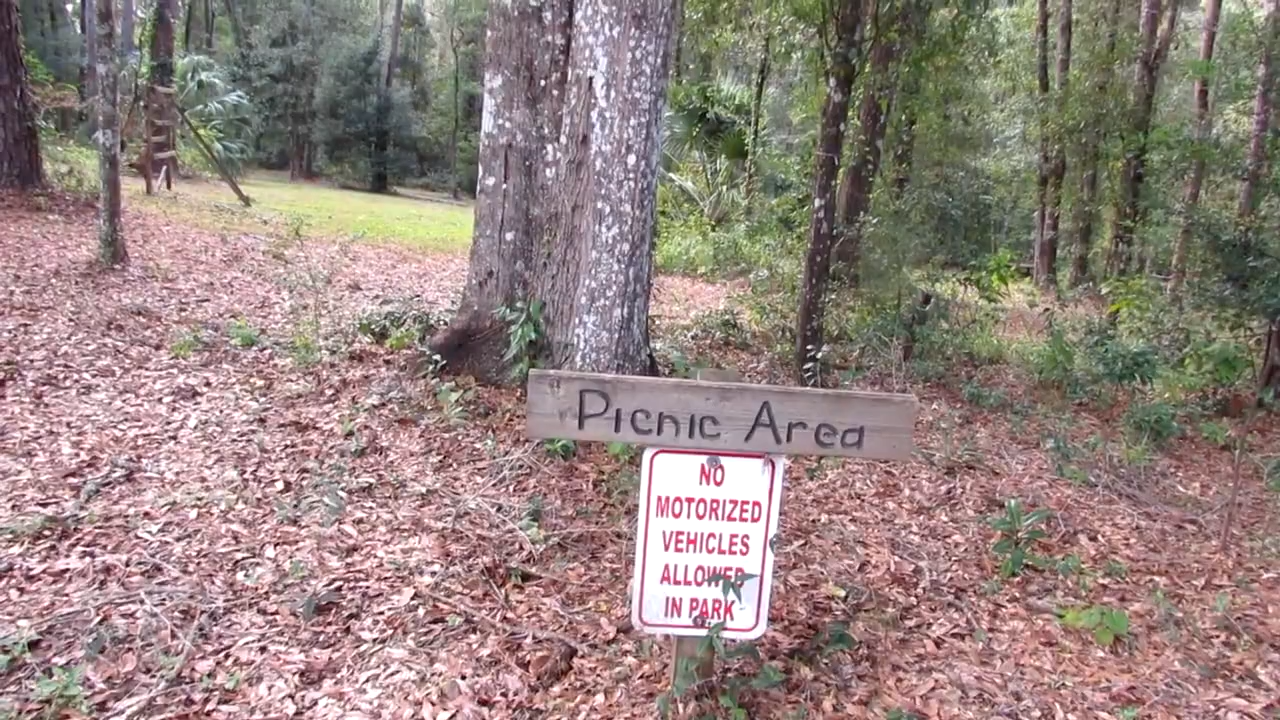 Picnic Area
NO
MOTORIZED
VEHICLES
ALLOWED
IN PARK